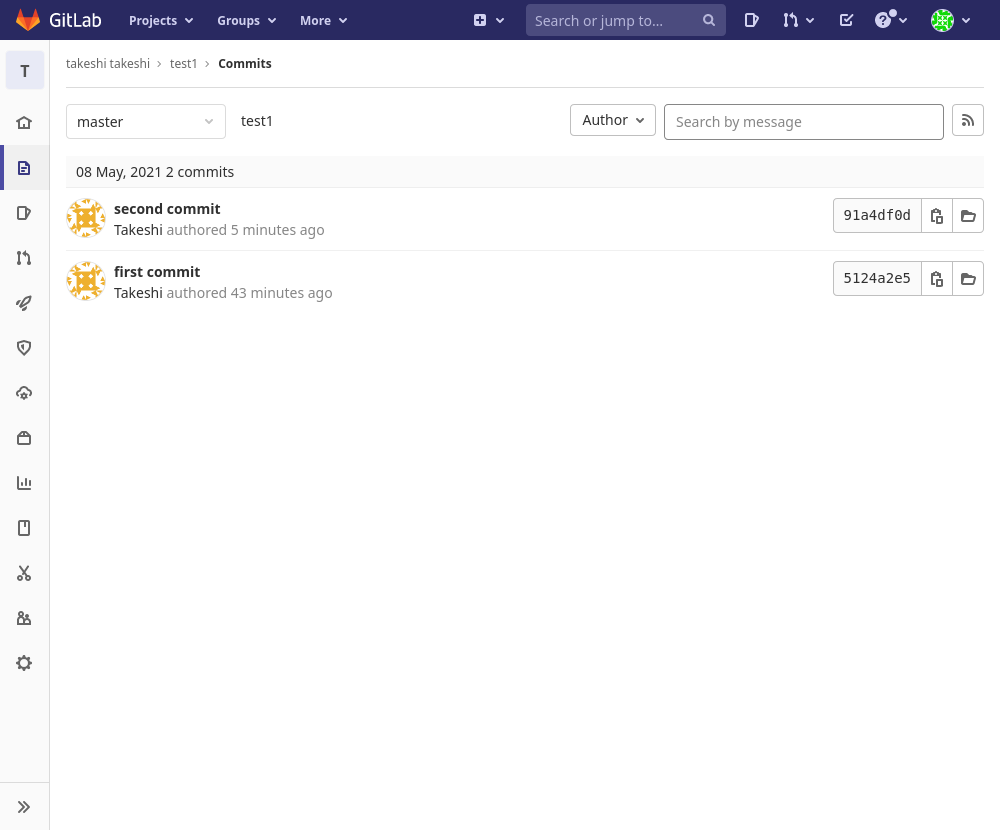 GitLab Projects Groups More Search or jump to...
T takeshi takeshi > test1 > Commits
master test1 Author Search by message
08 May, 2021 2 commits
second commit
Takeshi authored 5 minutes ago
91a4df0d
first commit
Takeshi authored 43 minutes ago
5124a2e5